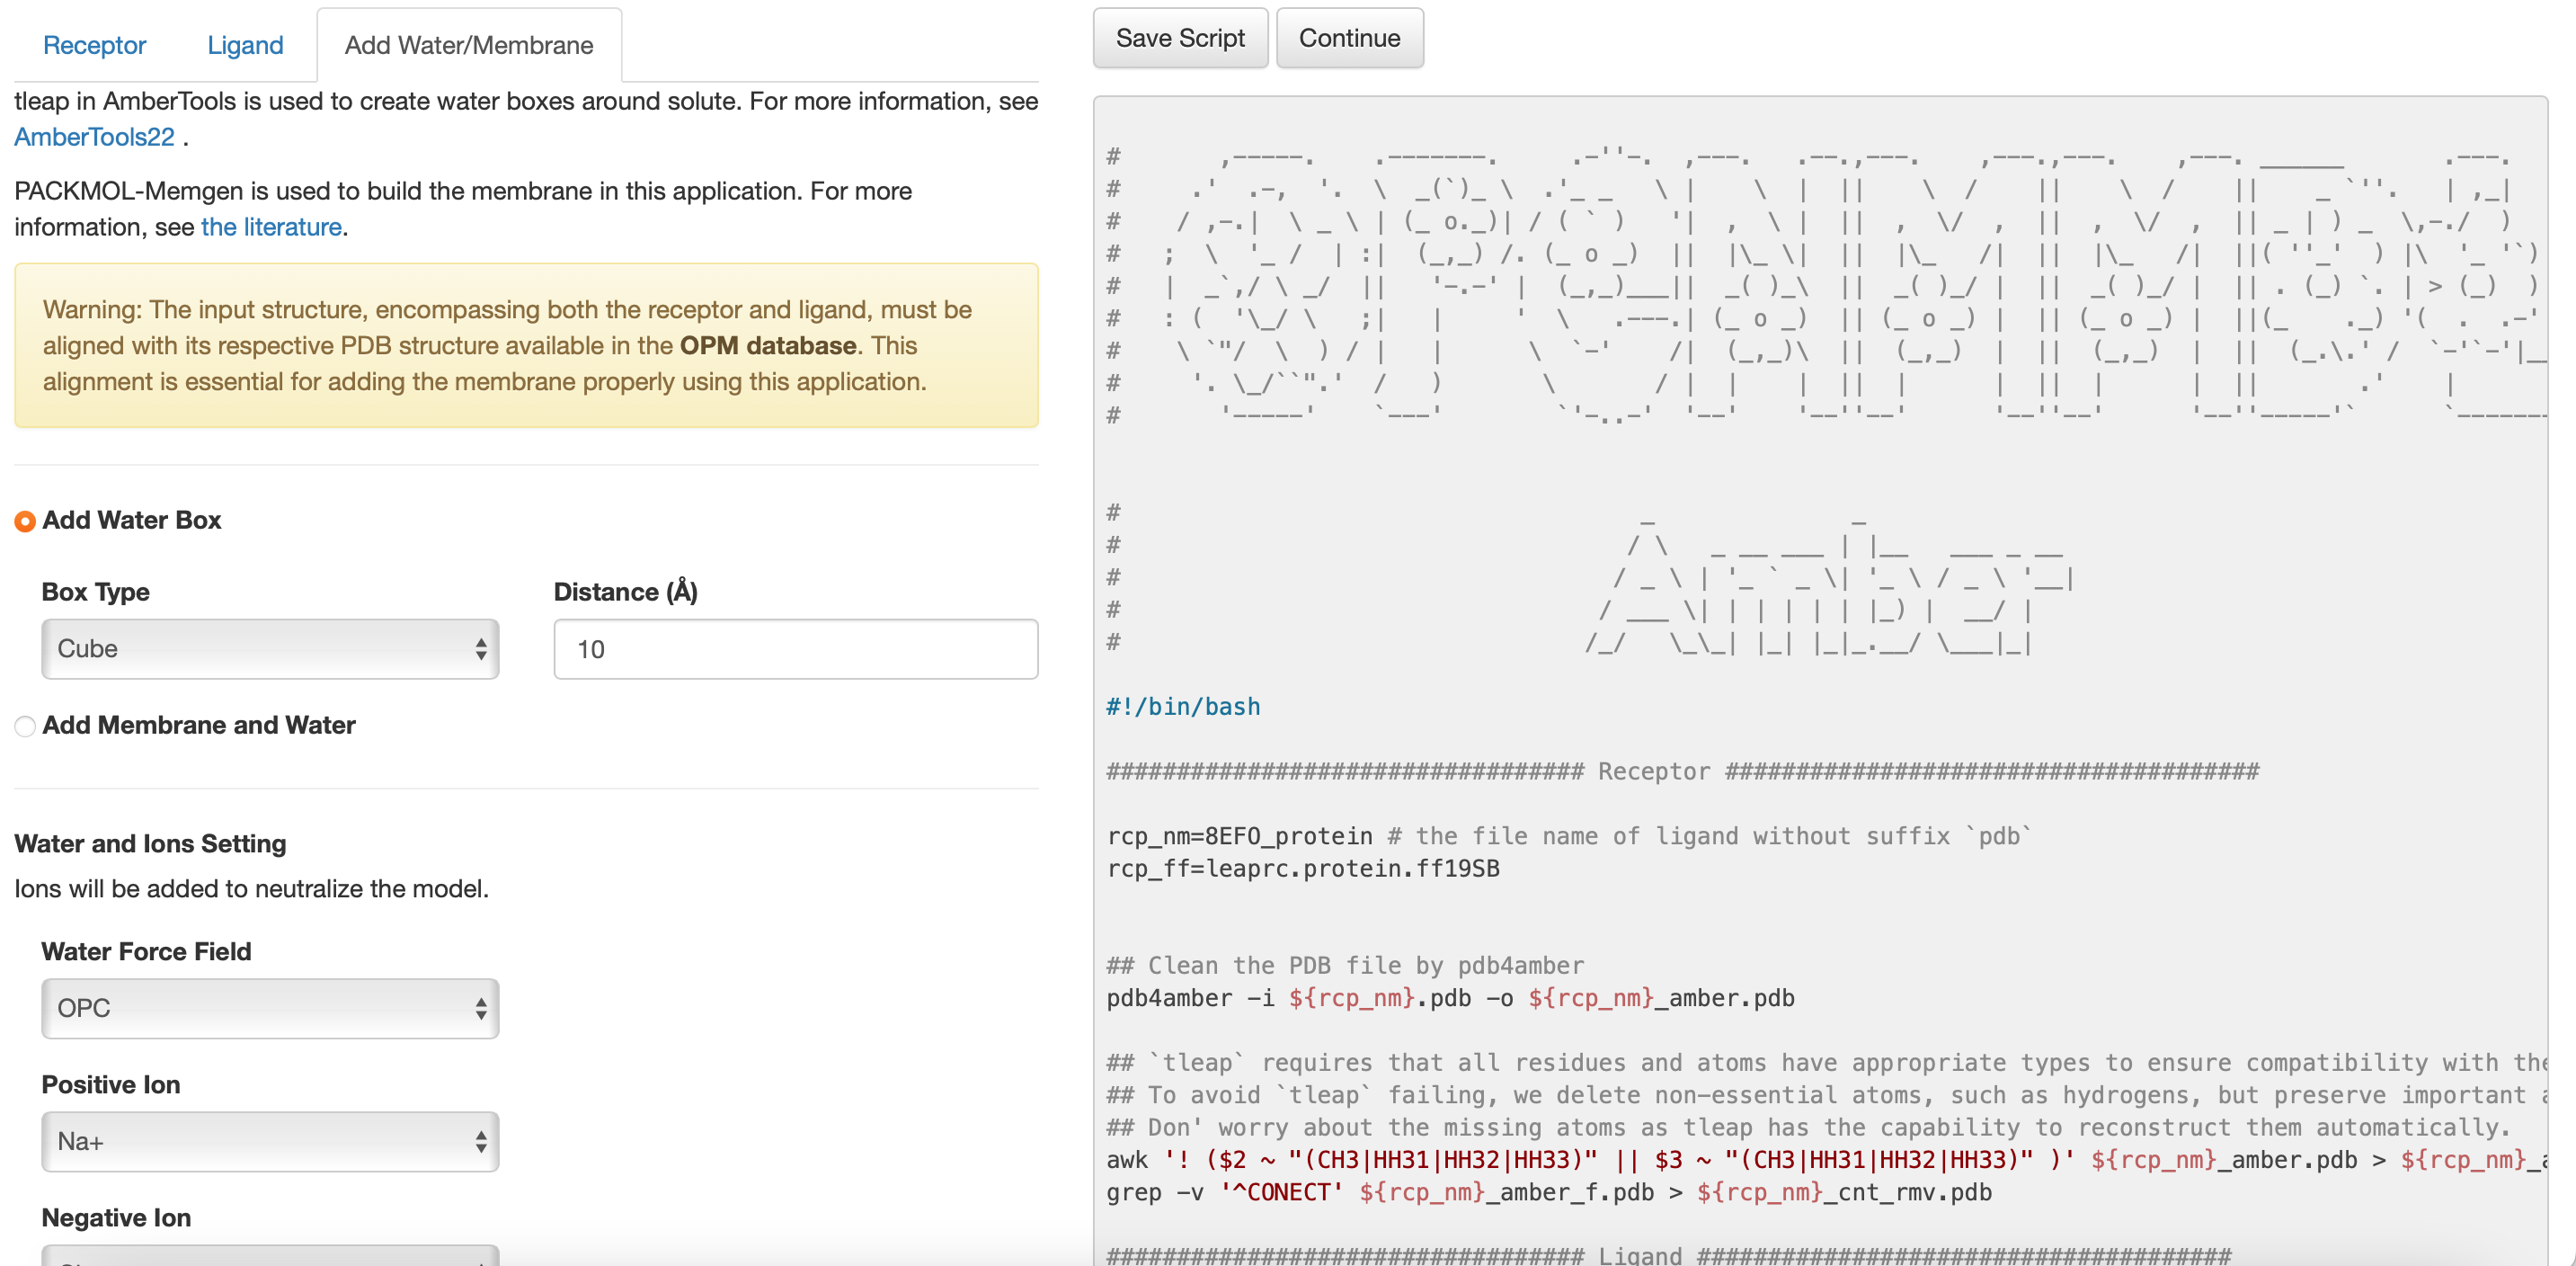 Receptor
Ligand
Add Water/Membrane
tleap in AmberTools is used to create water boxes around solute. For more information, see
AmberTools22 .
PACKMOL-Memgen is used to build the membrane in this application. For more
information, see the literature.
Warning: The input structure, encompassing both the receptor and ligand, must be
aligned with its respective PDB structure available in the OPM database. This
alignment is essential for adding the membrane properly using this application.
Add Water Box
Box Type
Distance (Å)
Cube
10
Add Membrane and Water
Water and Ions Setting
Ions will be added to neutralize the model.
Water Force Field
OPC
Positive Ion
Na+
Negative Ion
Save Script
Continue
Amber
#!/bin/bash
################################## Receptor ######################################
rcp_nm=8EFO_protein # the file name of ligand without suffix `pdb`
rcp_ff=leaprc.protein.ff19SB
## Clean the PDB file by pdb4amber
pdb4amber -i ${rcp_nm}.pdb -o ${rcp_nm}_amber.pdb
## `tleap` requires that all residues and atoms have appropriate types to ensure compatibility with the
## To avoid `tleap` failing, we delete non-essential atoms, such as hydrogens, but preserve important
## Don' worry about the missing atoms as tleap has the capability to reconstruct them automatically.
awk '! ($2 ~ "(CH3|HH31|HH32|HH33)" || $3 ~ "(CH3|HH31|HH32|HH33)" )' ${rcp_nm}_amber.pdb > ${rcp_nm}_
grep -v '^CONECT' ${rcp_nm}_amber_f.pdb > ${rcp_nm}_cnt_rmv.pdb
################################## Ligand ######################################